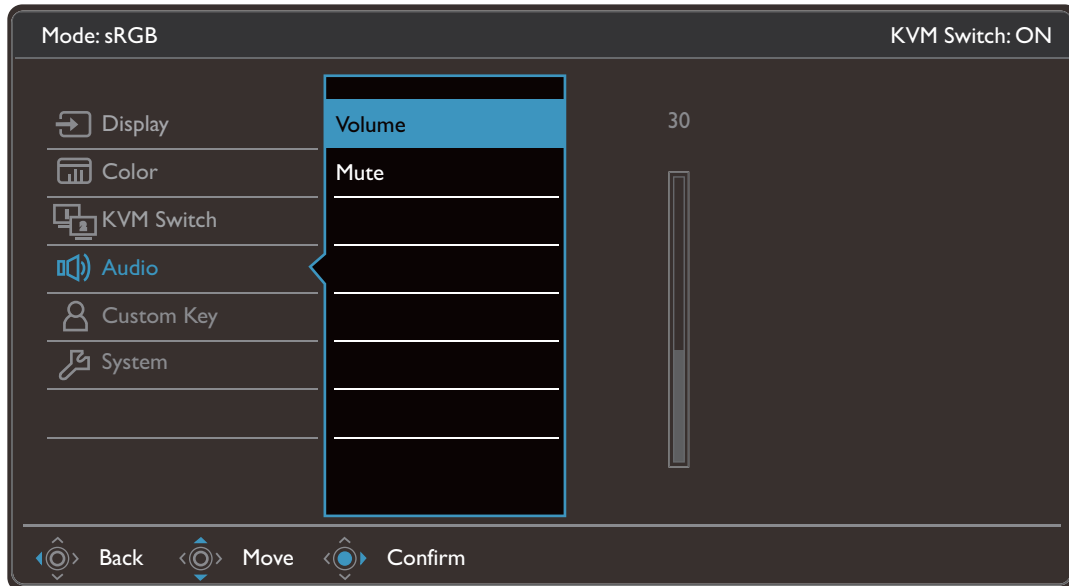 Mode: sRGB
KVM Switch: ON
Display
Color
KVM Switch
Audio
Custom Key
System
Volume
Mute
30
Back
Move
Confirm